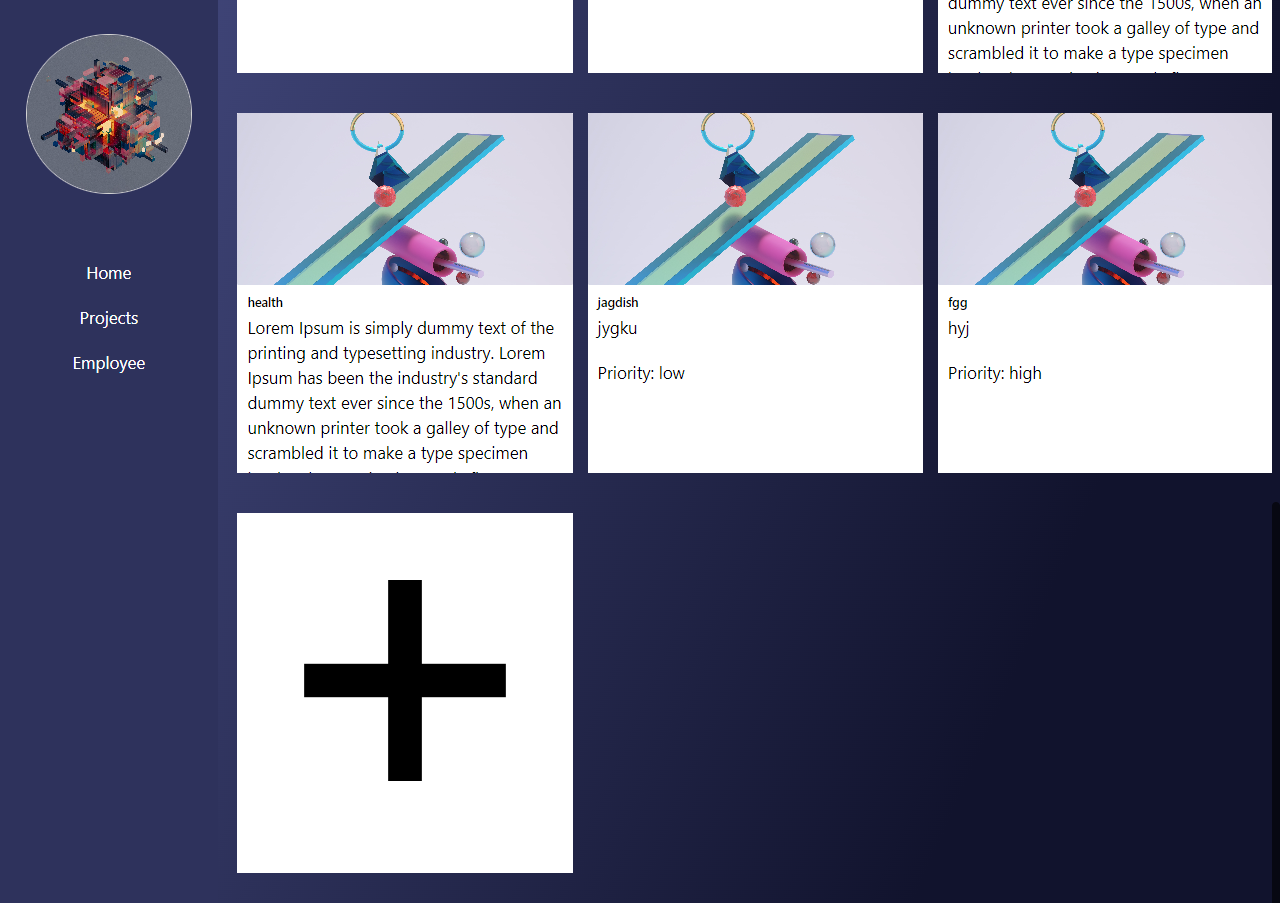 dummy text ever since the 1500s, when an
unknown printer took a galley of type and
scrambled it to make a type specimen
Home
Projects
Employee
health
Lorem Ipsum is simply dummy text of the
printing and typesetting industry. Lorem
Ipsum has been the industry's standard
dummy text ever since the 1500s, when an
unknown printer took a galley of type and
scrambled it to make a type specimen
jagdish
jygku
Priority: low
fgg
hyj
Priority: high